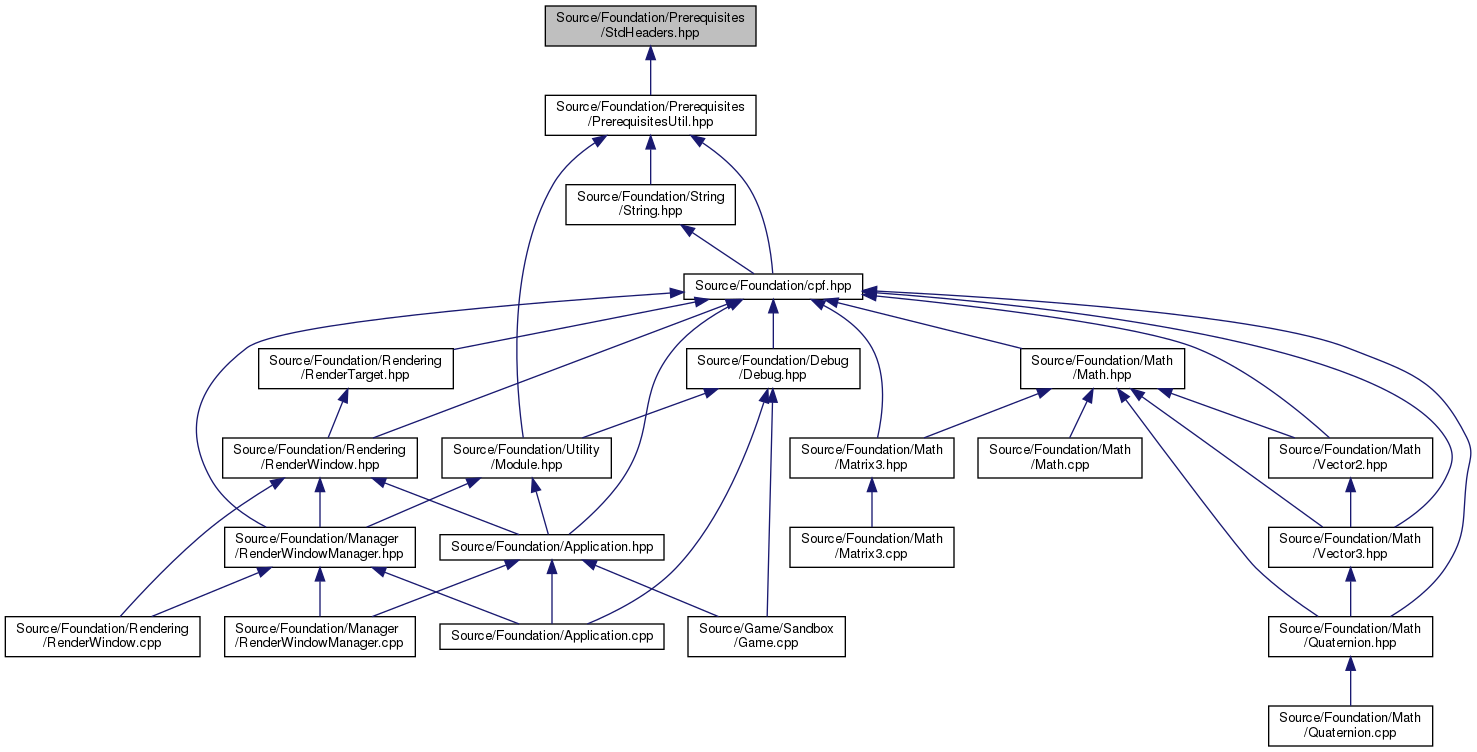 Source/Foundation/Prerequisites
/StdHeaders.hpp
Source/Foundation/Prerequisites
/PrerequisitesUtil.hpp
Source/Foundation/String
/String.hpp
Source/Foundation/cpf.hpp
Source/Foundation/Rendering
/RenderTarget.hpp
Source/Foundation/Debug
/Debug.hpp
Source/Foundation/Math
/Math.hpp
Source/Foundation/Rendering
/RenderWindow.hpp
Source/Foundation/Utility
/Module.hpp
Source/Foundation/Math
/Matrix3.hpp
Source/Foundation/Math
/Math.cpp
Source/Foundation/Math
/Vector2.hpp
Source/Foundation/Manager
/RenderWindowManager.hpp
Source/Foundation/Application.hpp
Source/Foundation/Math
/Matrix3.cpp
Source/Foundation/Math
/Vector3.hpp
Source/Foundation/Rendering
/RenderWindow.cpp
Source/Foundation/Manager
/RenderWindowManager.cpp
Source/Foundation/Application.cpp
Source/Game/Sandbox
/Game.cpp
Source/Foundation/Math
/Quaternion.hpp
Source/Foundation/Math
/Quaternion.cpp